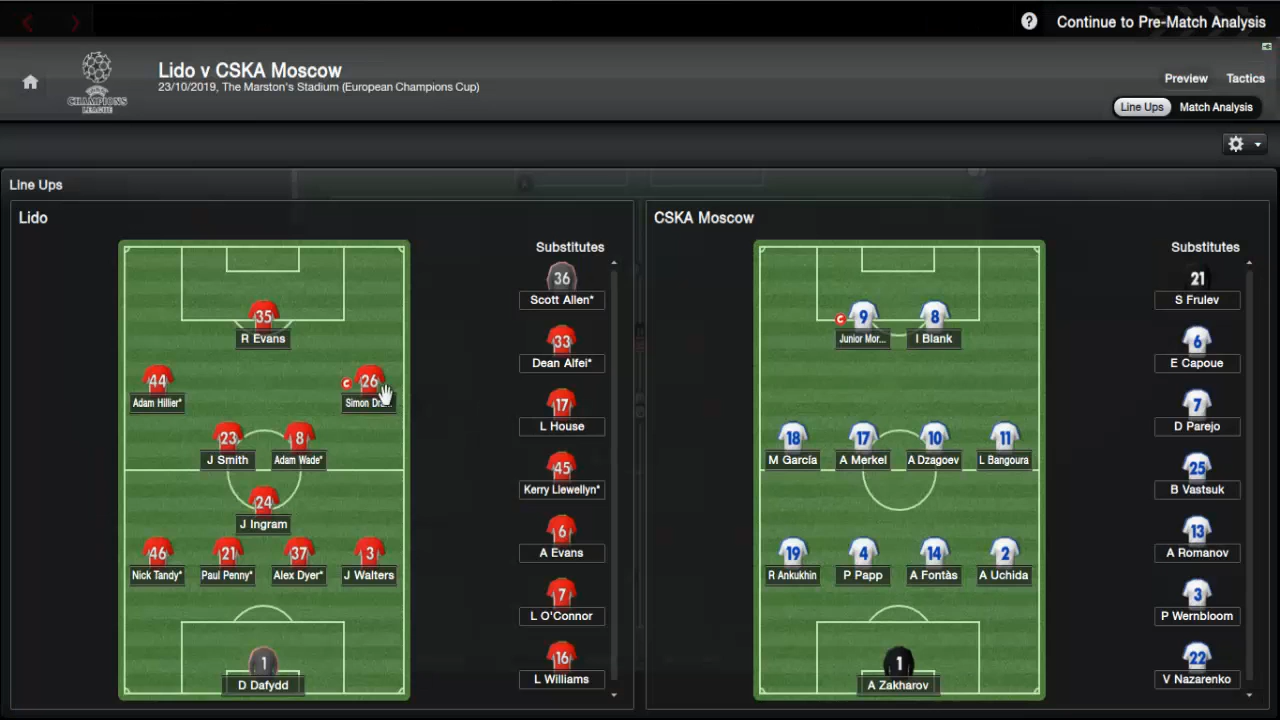 ? Continue to Pre-Match Analysis
Lido v CSKA Moscow
23/10/2019, The Marston's Stadium (European Champions Cup)
CHAMPIONS
LEAGUE
Preview Tactics
Line Ups Match Analysis
Line Ups
Lido
Substitutes
35
R Evans
44
Adam Hillier*
C 26
Simon
23
J Smith
8
Adam Wade*
24
J Ingram
46
Nick Tandy*
21
Paul Penny*
37
Alex Dyer*
3
J Walters
1
D Dafydd
36
Scott Allen*
33
Dean Alfei*
17
L House
45
Kerry Llewellyn*
6
A Evans
7
L O'Connor
16
L Williams
CSKA Moscow
Substitutes
C 9
Junior Mor...
8
I Blank
18
M García
17
A Merkel
10
A Dzagoev
11
L Bangoura
19
R Ankukhin
4
P Papp
14
A Fontàs
2
A Uchida
1
A Zakharov
21
S Frulev
6
E Capoue
7
D Parejo
25
B Vastsuk
13
A Romanov
3
P Wernbloom
22
V Nazarenko